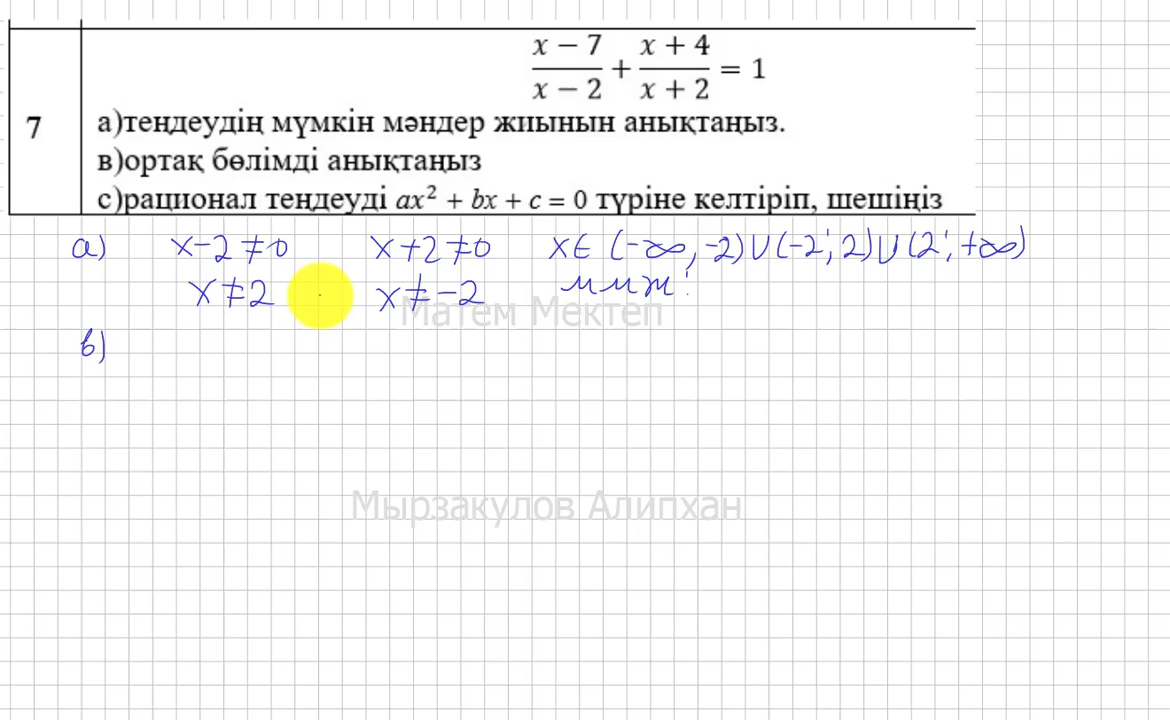 7
x − 7 / x − 2 + x + 4 / x + 2 = 1
а)теңдеудің мүмкін мәндер жиынын анықтаңыз.
в)ортақ бөлімді анықтаңыз
с)рационал теңдеуді ax² + bx + c = 0 түріне келтіріп, шешіңіз
a) x-2≠0 x+2≠0 x∈ (-∞, -2)∪(-2; 2)∪(2; +∞)
x≠2 x≠-2 ммж:
Матем Мектеп
в)
Мырзакулов Алипхан